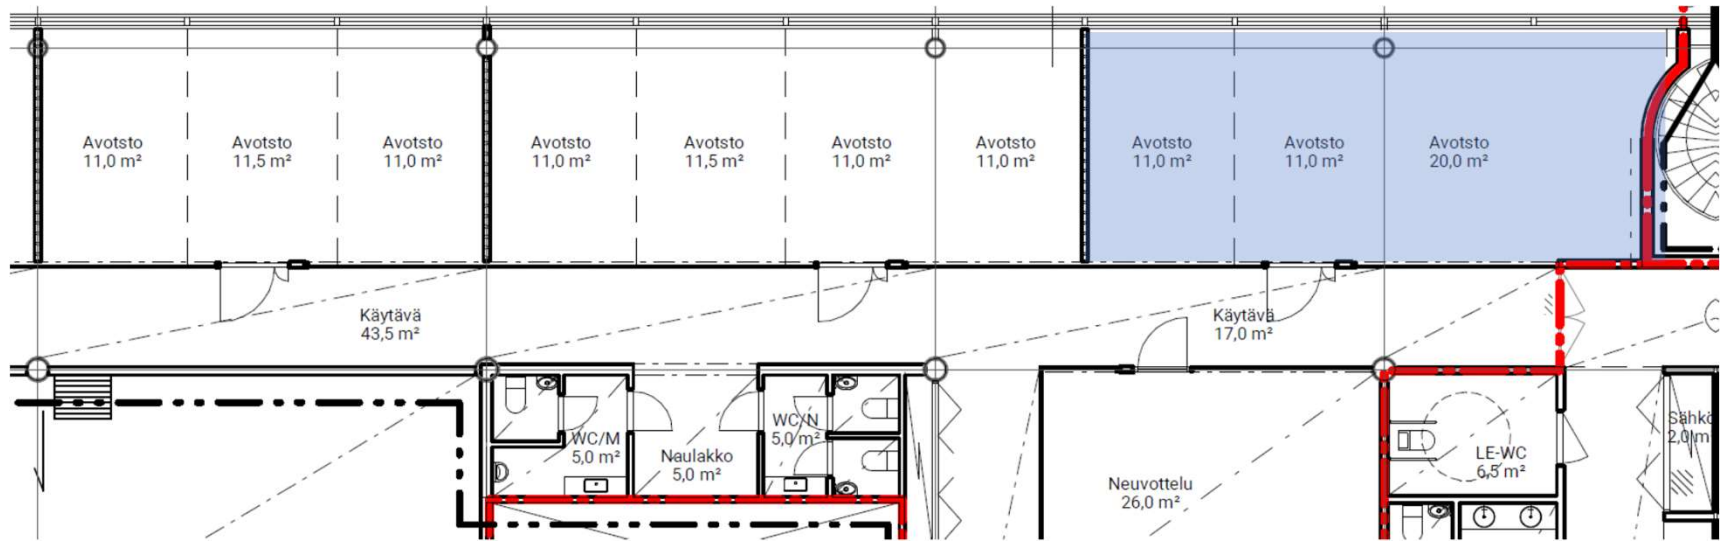 Avotsto
11,0 m²
Avotsto
11,5 m²
Avotsto
11,0 m²
Avotsto
11,0 m²
Avotsto
11,5 m²
Avotsto
11,0 m²
Avotsto
11,0 m²
Avotsto
11,0 m²
Avotsto
11,0 m²
Avotsto
20,0 m²
Käytävä
43,5 m²
Käytävä
17,0 m²
WC/M
5,0 m²
Naulakko
5,0 m²
WC/N
5,0 m²
Neuvottelu
26,0 m²
LE-WC
6,5 m²
Sähkö
2,0 m